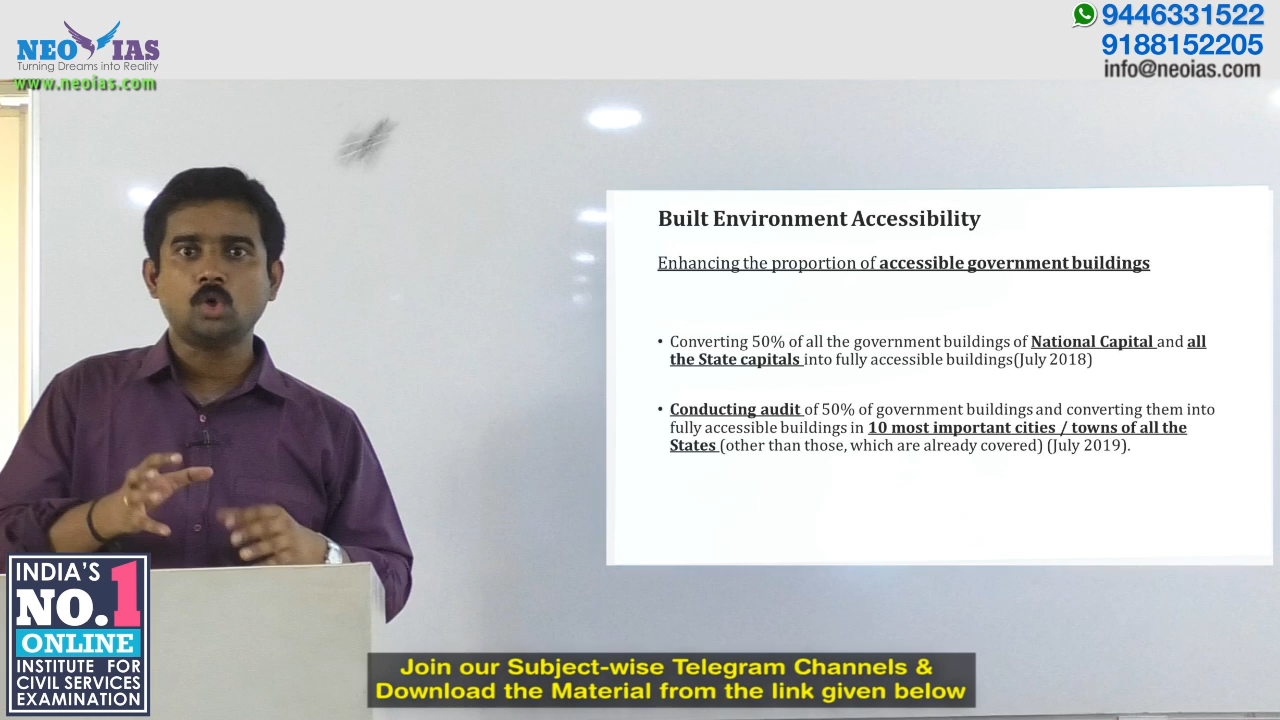 NEO IAS
Turning Dreams into Reality
www.neoias.com
9446331522
9188152205
info@neoias.com
Built Environment Accessibility
Enhancing the proportion of accessible government buildings
• Converting 50% of all the government buildings of National Capital and all
the State capitals into fully accessible buildings(July 2018)
• Conducting audit of 50% of government buildings and converting them into
fully accessible buildings in 10 most important cities / towns of all the
States (other than those, which are already covered) (July 2019).
INDIA'S
NO.1
ONLINE
INSTITUTE FOR
CIVIL SERVICES
EXAMINATION
Join our Subject-wise Telegram Channels &
Download the Material from the link given below